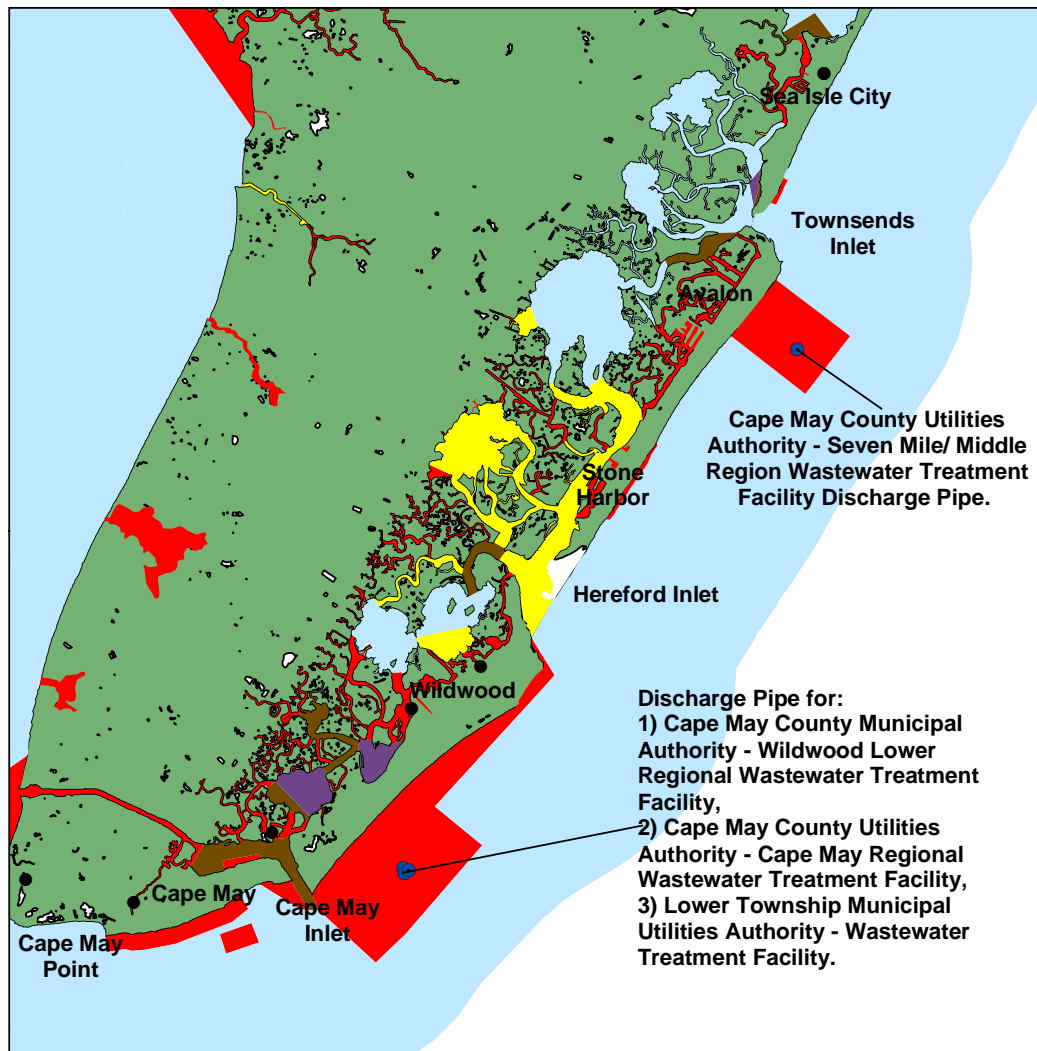 Sea Isle City
Townsends
Inlet
Avalon
Cape May County Utilities
Authority - Seven Mile/ Middle
Region Wastewater Treatment
Facility Discharge Pipe.
Stone
Harbor
Hereford Inlet
Wildwood
Discharge Pipe for:
1) Cape May County Municipal
Authority - Wildwood Lower
Regional Wastewater Treatment
Facility,
2) Cape May County Utilities
Authority - Cape May Regional
Wastewater Treatment Facility,
3) Lower Township Municipal
Utilities Authority - Wastewater
Treatment Facility.
Cape May
Cape May
Inlet
Cape May
Point